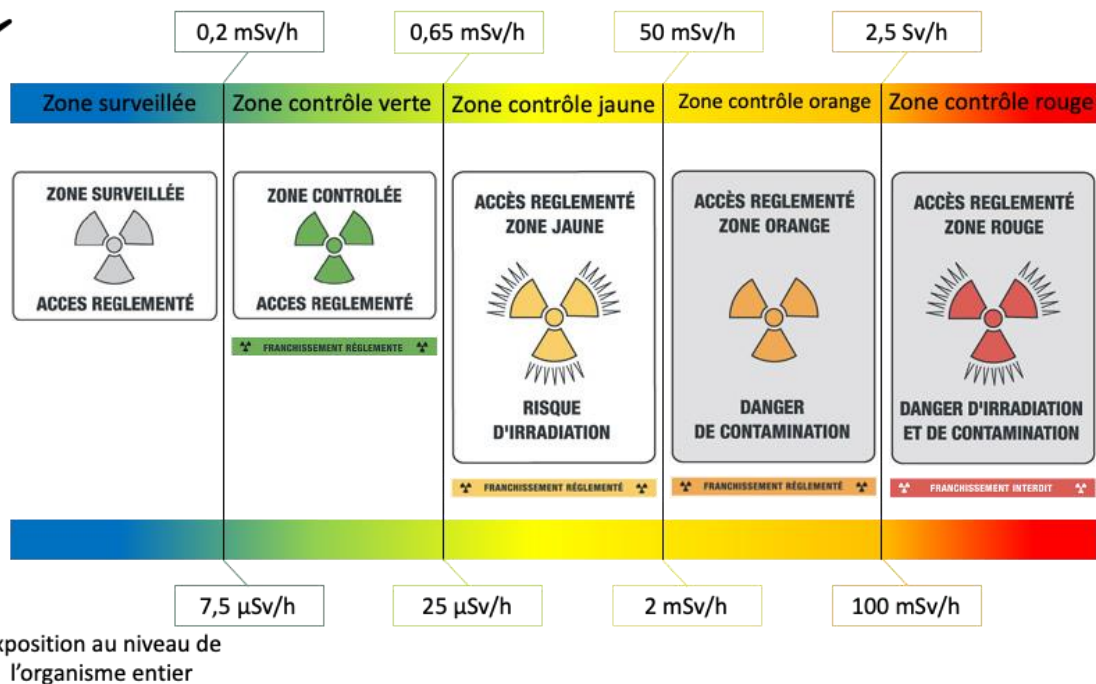 0,2 mSv/h
0,65 mSv/h
50 mSv/h
2,5 Sv/h
Zone surveillée
Zone contrôle verte
Zone contrôle jaune
Zone contrôle orange
Zone contrôle rouge
ZONE SURVEILLÉE
ACCES REGLEMENTÉ
ZONE CONTROLÉE
ACCES REGLEMENTÉ
FRANCHISSEMENT RÉGLEMENTE
ACCÈS REGLEMENTÉ
ZONE JAUNE
RISQUE
D'IRRADIATION
FRANCHISSEMENT RÉGLEMENTÉ
ACCÈS REGLEMENTÉ
ZONE ORANGE
DANGER
DE CONTAMINATION
FRANCHISSEMENT RÉGLEMENTÉ
ACCÈS REGLEMENTÉ
ZONE ROUGE
DANGER D'IRRADIATION
ET DE CONTAMINATION
FRANCHISSEMENT INTERDIT
7,5 µSv/h
25 µSv/h
2 mSv/h
100 mSv/h
xposition au niveau de
l'organisme entier